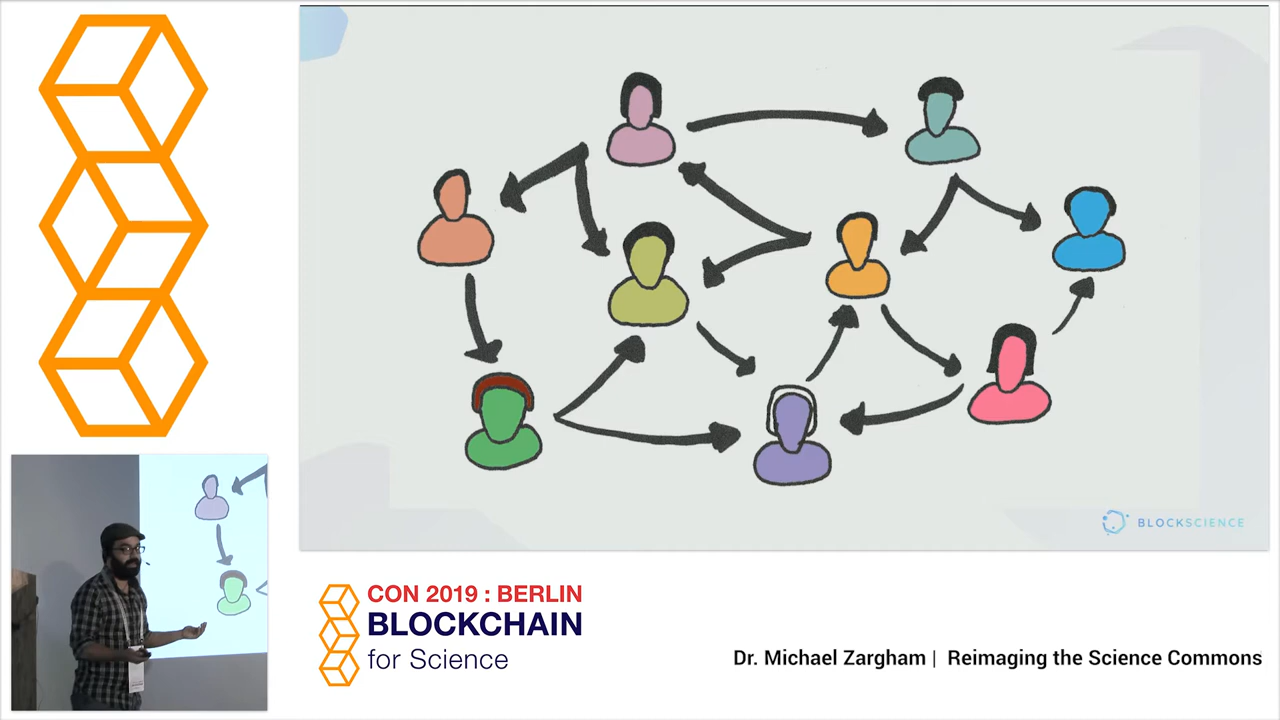 BLOCKSCIENCE
CON 2019 : BERLIN
BLOCKCHAIN
for Science
Dr. Michael Zargham | Reimaging the Science Commons